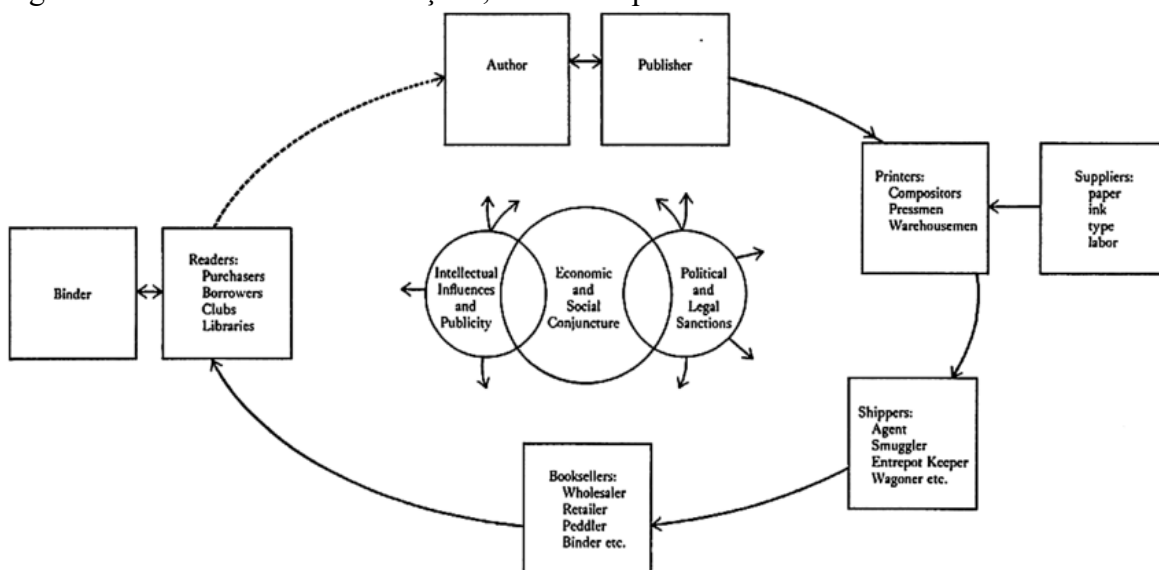 Author
Publisher
Printers:
Compositors
Pressmen
Warehousemen
Suppliers:
paper
ink
type
labor
Binder
Readers:
Purchasers
Borrowers
Clubs
Libraries
Intellectual
Influences
and
Publicity
Economic
and
Social
Conjuncture
Political
and
Legal
Sanctions
Shippers:
Agent
Smuggler
Entrepot Keeper
Wagoner etc.
Booksellers:
Wholesaler
Retailer
Peddler
Binder etc.